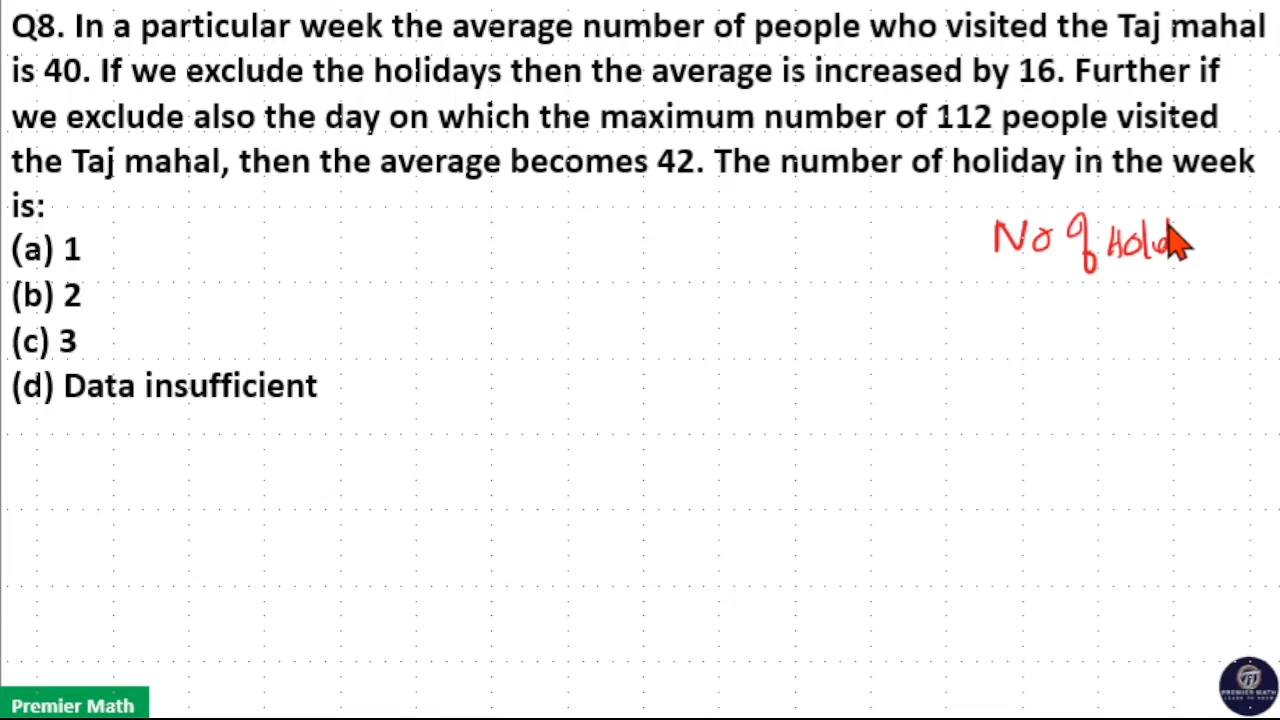 Q8. In a particular week the average number of people who visited the Taj mahal
is 40. If we exclude the holidays then the average is increased by 16. Further if
we exclude also the day on which the maximum number of 112 people visited
the Taj mahal, then the average becomes 42. The number of holiday in the week
is:
No of Hol
(a) 1
(b) 2
(c) 3
(d) Data insufficient
Premier Math
PREMIER MATH